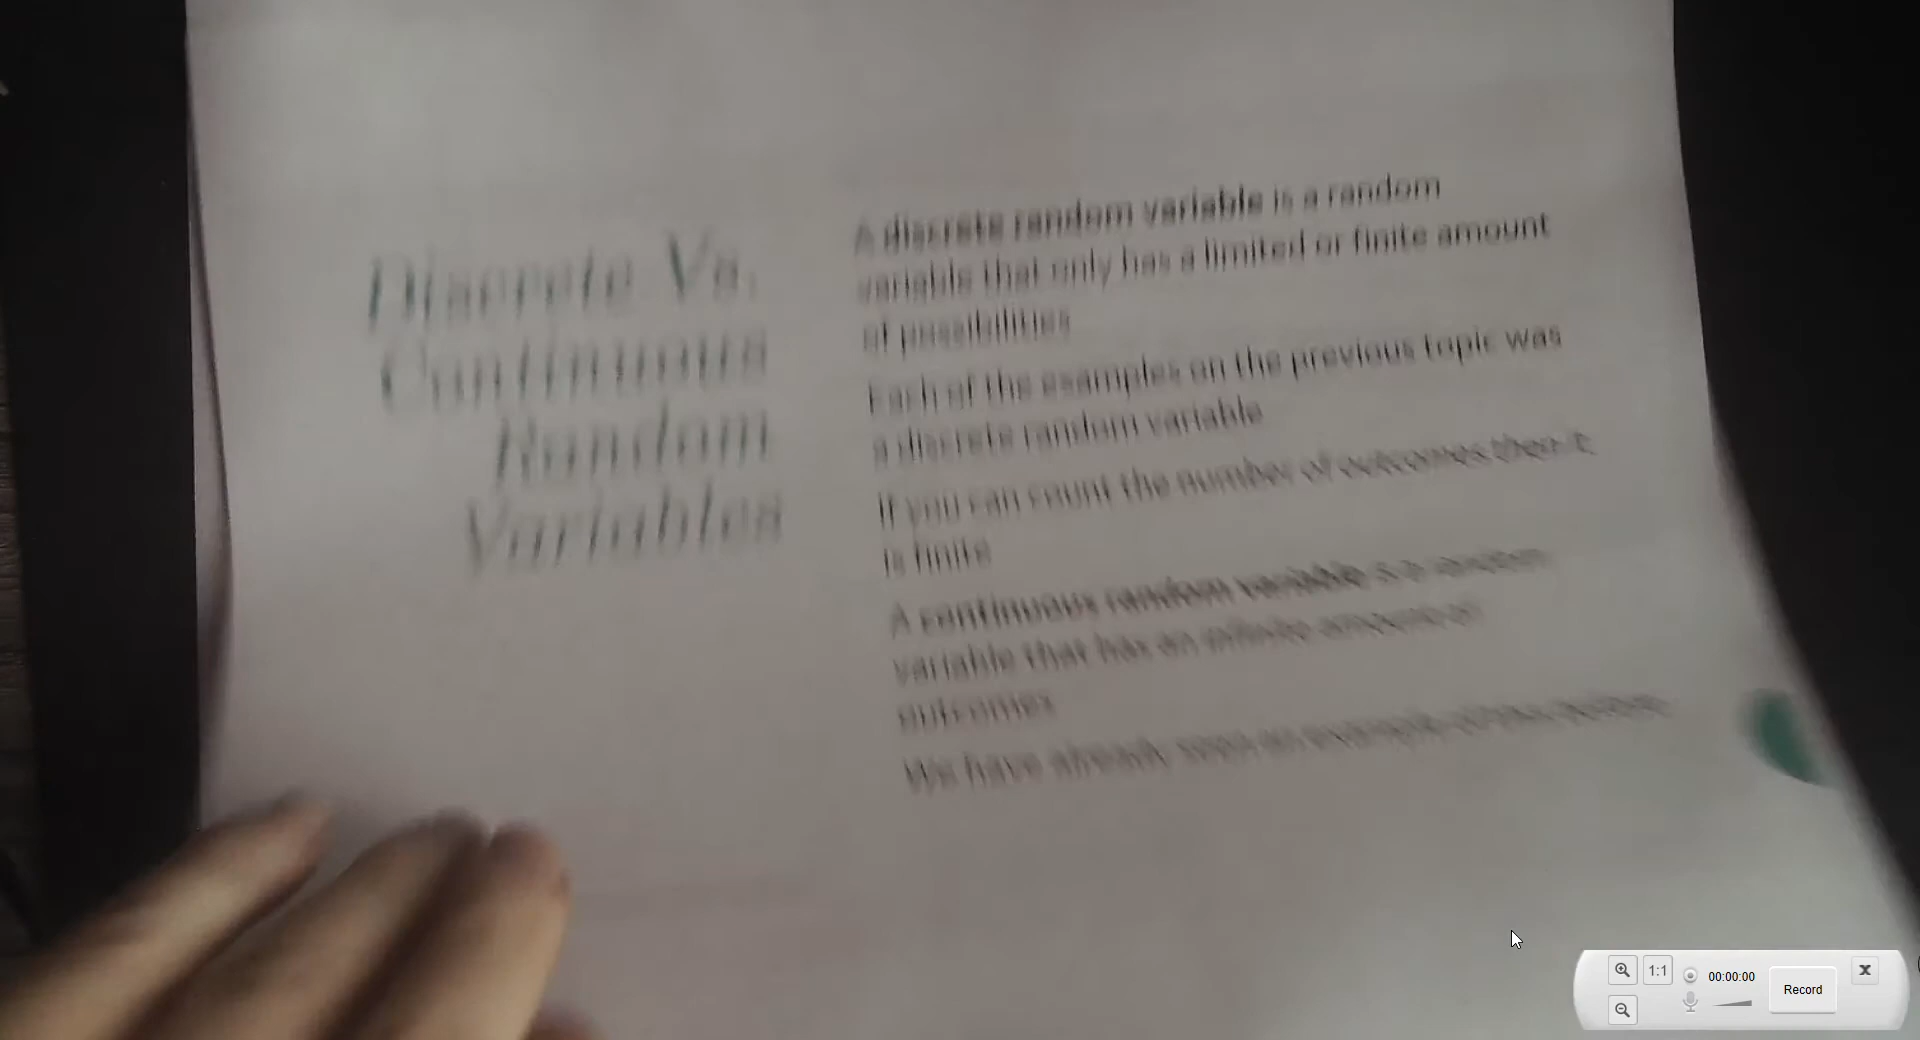 Discrete Vs.
Continuous
Random
Variables
A discrete random variable is a random
variable that only has a limited or finite amount
of possibilities
Each of the examples on the previous topic was
a discrete random variable
If you can count the number of outcomes then it
is finite
A continuous random variable is a random
variable that has an infinite amount of
outcomes
We have already seen an example of this
1:1
00:00:00
Record